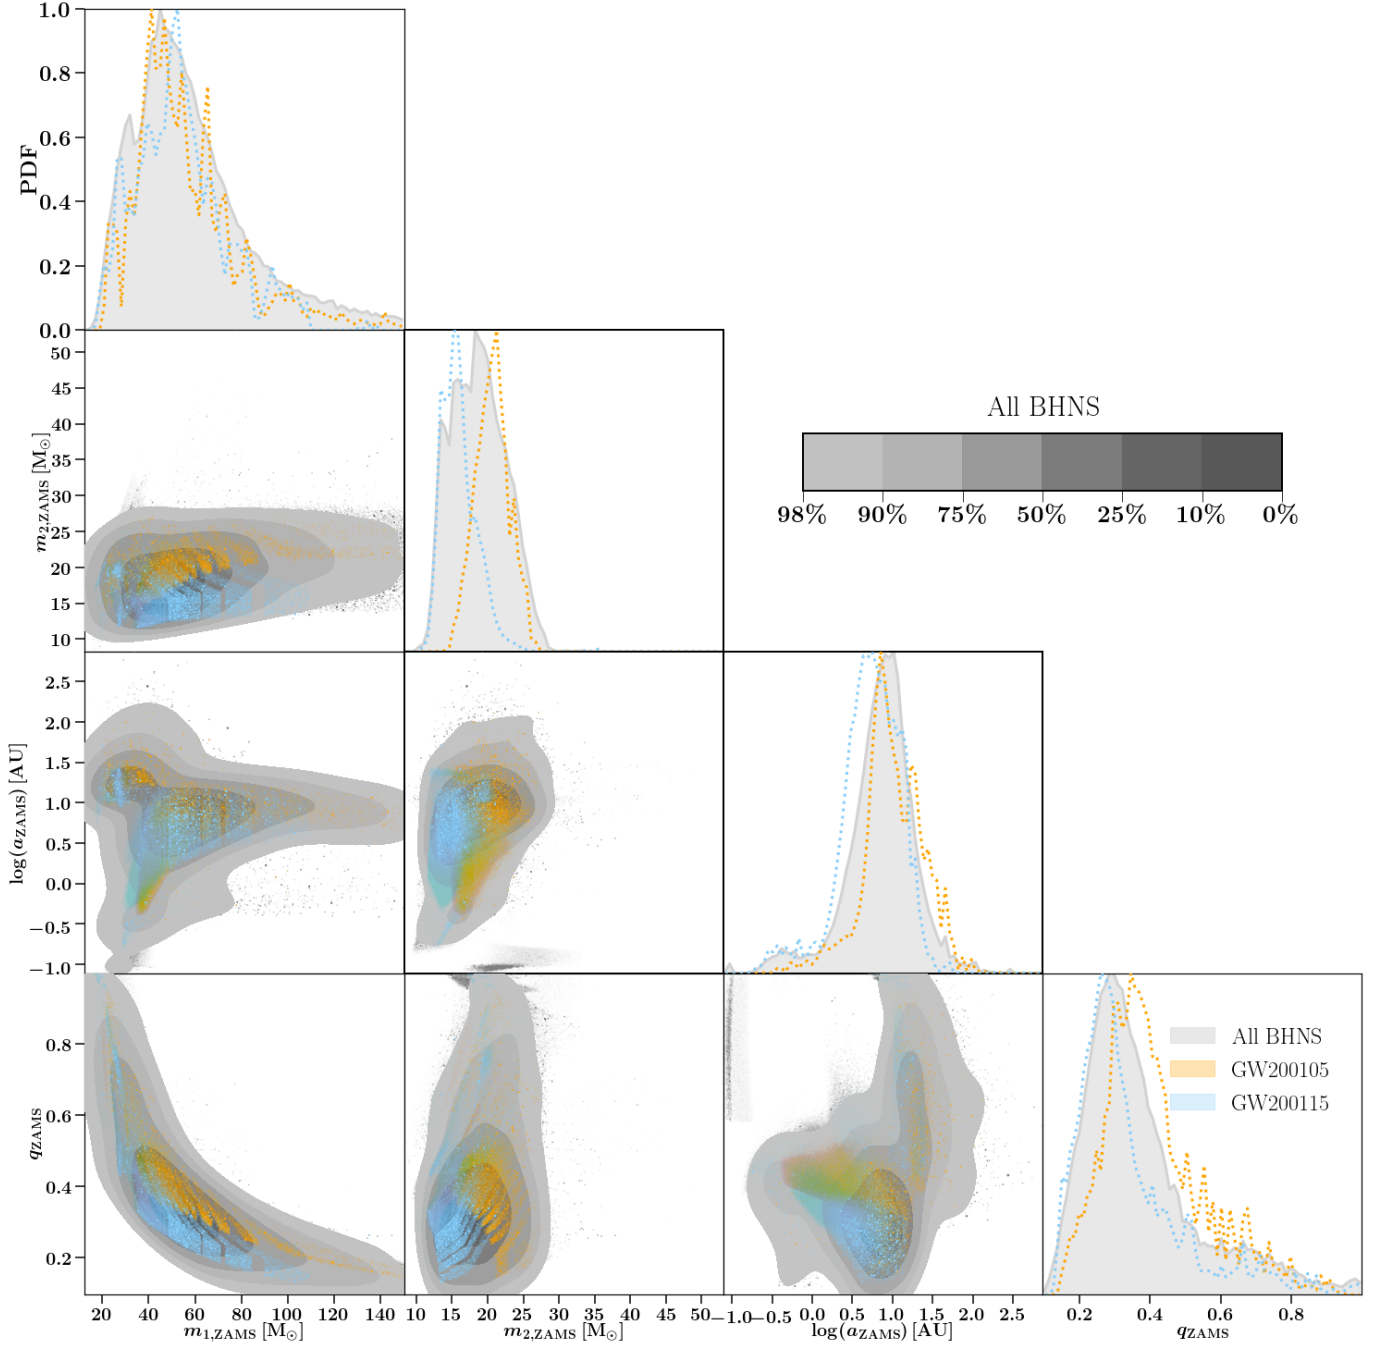 1.0
0.8
0.6
0.4
0.2
0.0
PDF
50
45
40
35
30
25
20
15
10
m2,ZAMS [M⊙]
All BHNS
98% 90% 75% 50% 25% 10% 0%
2.5
2.0
1.5
1.0
0.5
0.0
−0.5
−1.0
log(aZAMS) [AU]
0.8
0.6
0.4
0.2
qZAMS
All BHNS
GW200105
GW200115
20 40 60 80 100 120 140
m1,ZAMS [M⊙]
10 15 20 25 30 35 40 45 50
m2,ZAMS [M⊙]
−1.0 −0.5 0.0 0.5 1.0 1.5 2.0 2.5
log(aZAMS) [AU]
0.2 0.4 0.6 0.8
qZAMS